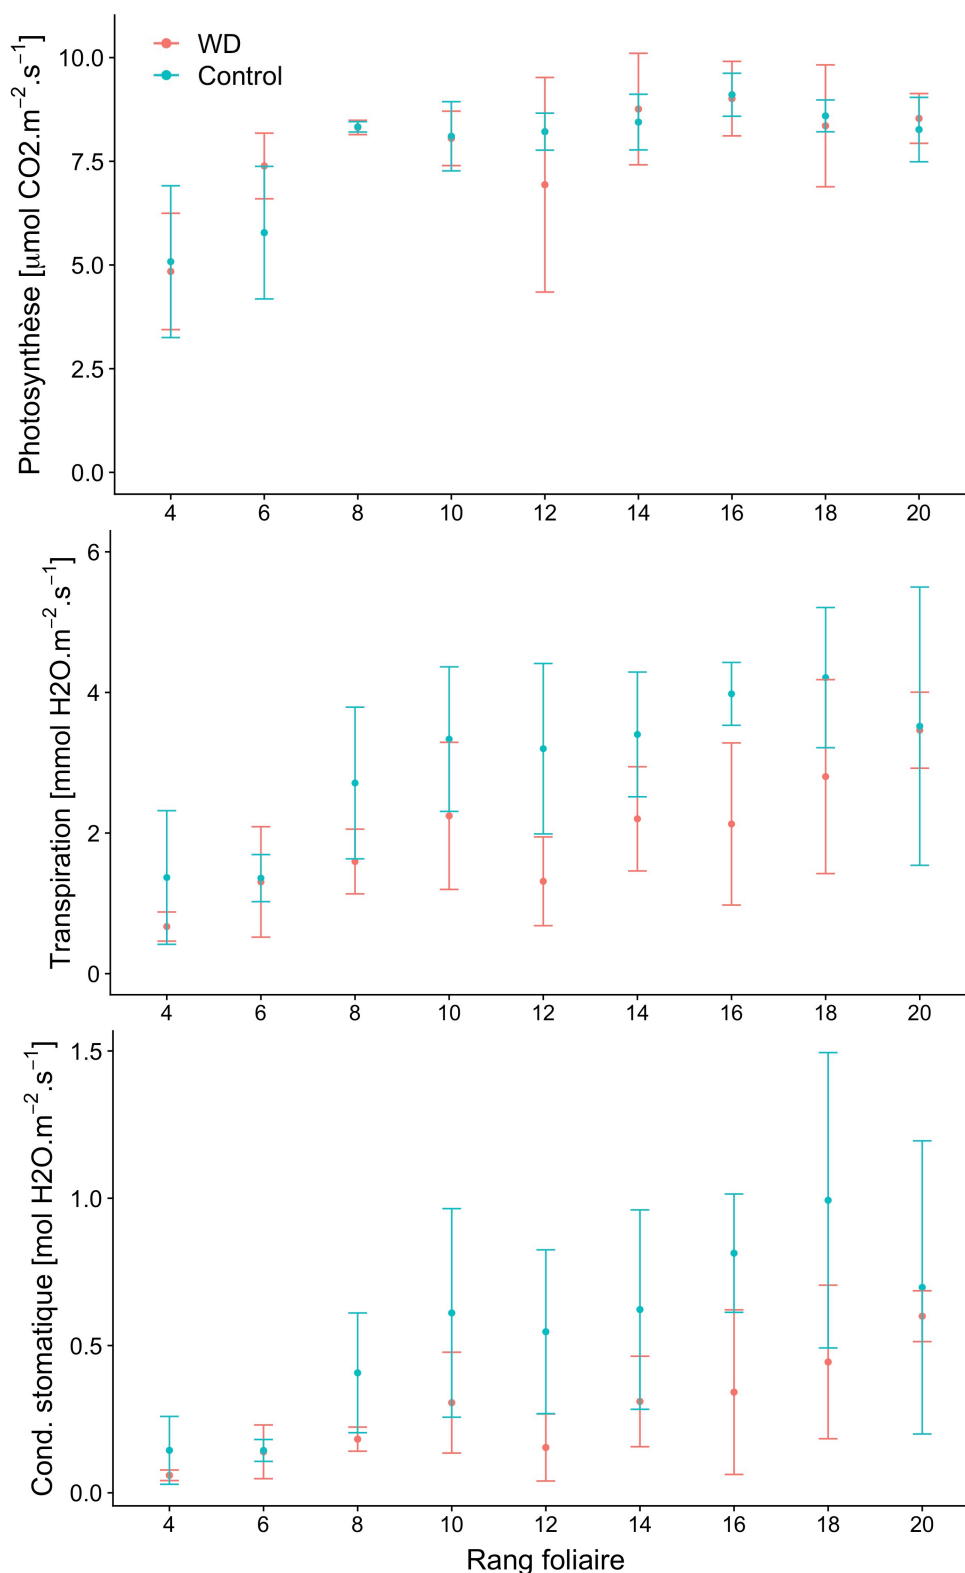 WD
Control
Photosynthèse [μmol CO2.m⁻².s⁻¹]
10.0
7.5
5.0
2.5
0.0
4 6 8 10 12 14 16 18 20
Transpiration [mmol H2O.m⁻².s⁻¹]
6
4
2
0
4 6 8 10 12 14 16 18 20
Cond. stomatique [mol H2O.m⁻².s⁻¹]
1.5
1.0
0.5
0.0
4 6 8 10 12 14 16 18 20
Rang foliaire